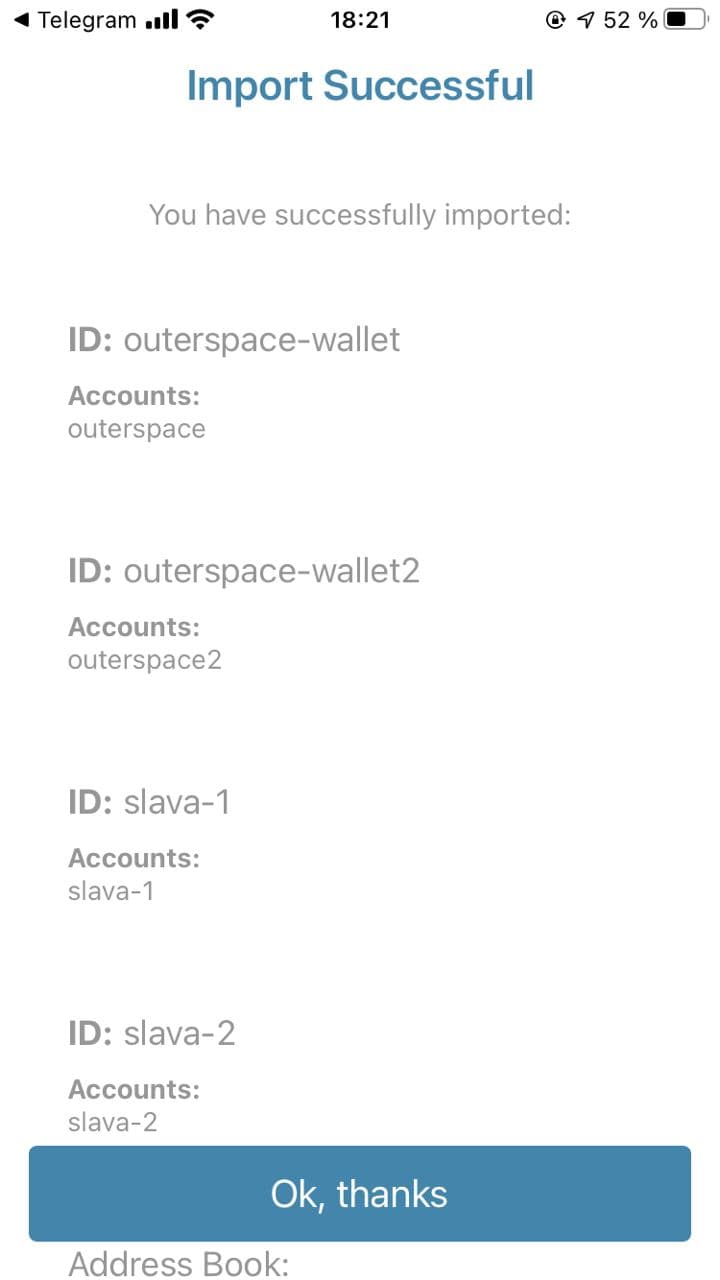 Telegram 18:21 52 %
Import Successful
You have successfully imported:
ID: outerspace-wallet
Accounts:
outerspace
ID: outerspace-wallet2
Accounts:
outerspace2
ID: slava-1
Accounts:
slava-1
ID: slava-2
Accounts:
slava-2
Ok, thanks
Address Book: